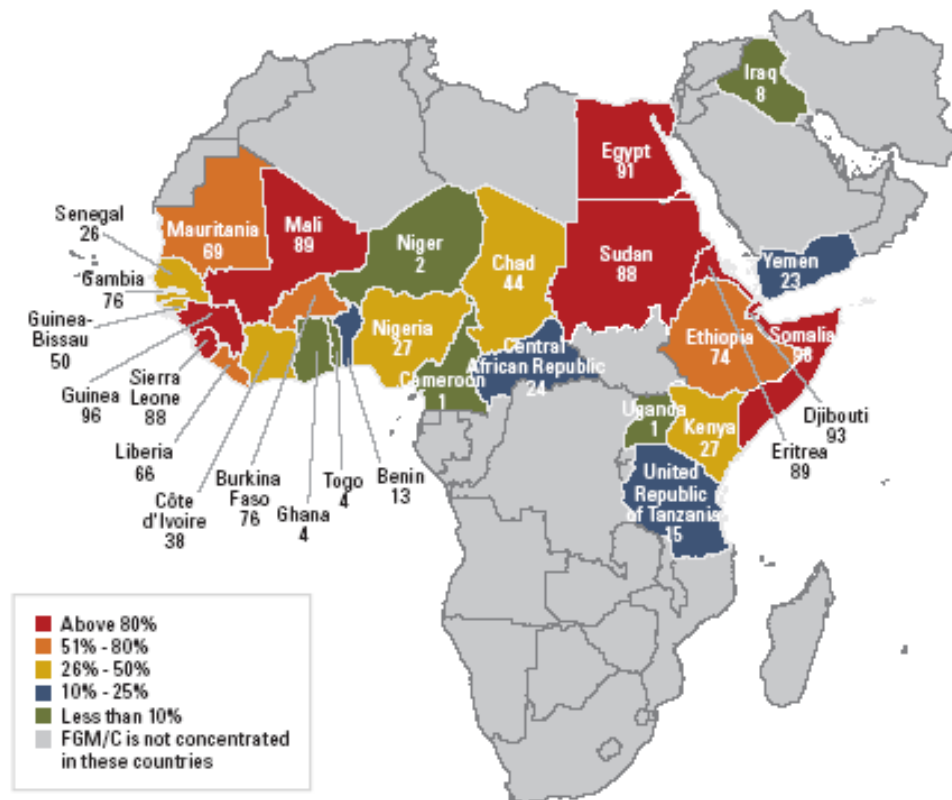 Iraq
8
Egypt
91
Senegal
26
Mauritania
69
Mali
89
Niger
2
Chad
44
Sudan
88
Yemen
23
Gambia
76
Guinea-
Bissau
50
Nigeria
27
Ethiopia
74
Somalia
98
Central
African Republic
24
Cameroon
1
Guinea
96
Sierra
Leone
88
Uganda
1
Kenya
27
Djibouti
93
Eritrea
89
Liberia
66
Côte
d'Ivoire
38
Burkina
Faso
76
Ghana
4
Togo
4
Benin
13
United
Republic
of Tanzania
15
Above 80%
51% - 80%
26% - 50%
10% - 25%
Less than 10%
FGM/C is not concentrated
in these countries